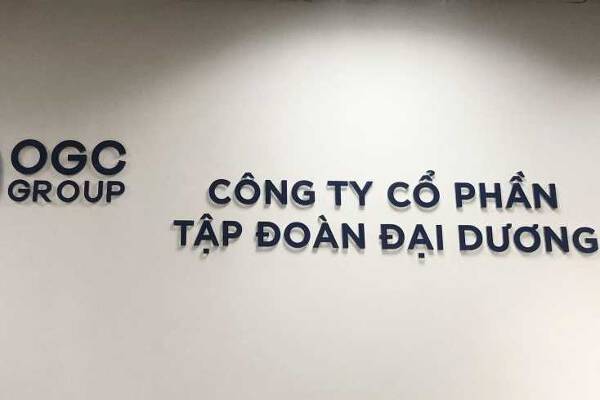 OGC
GROUP
CÔNG TY CỔ PHẦN
TẬP ĐOÀN ĐẠI DƯƠNG